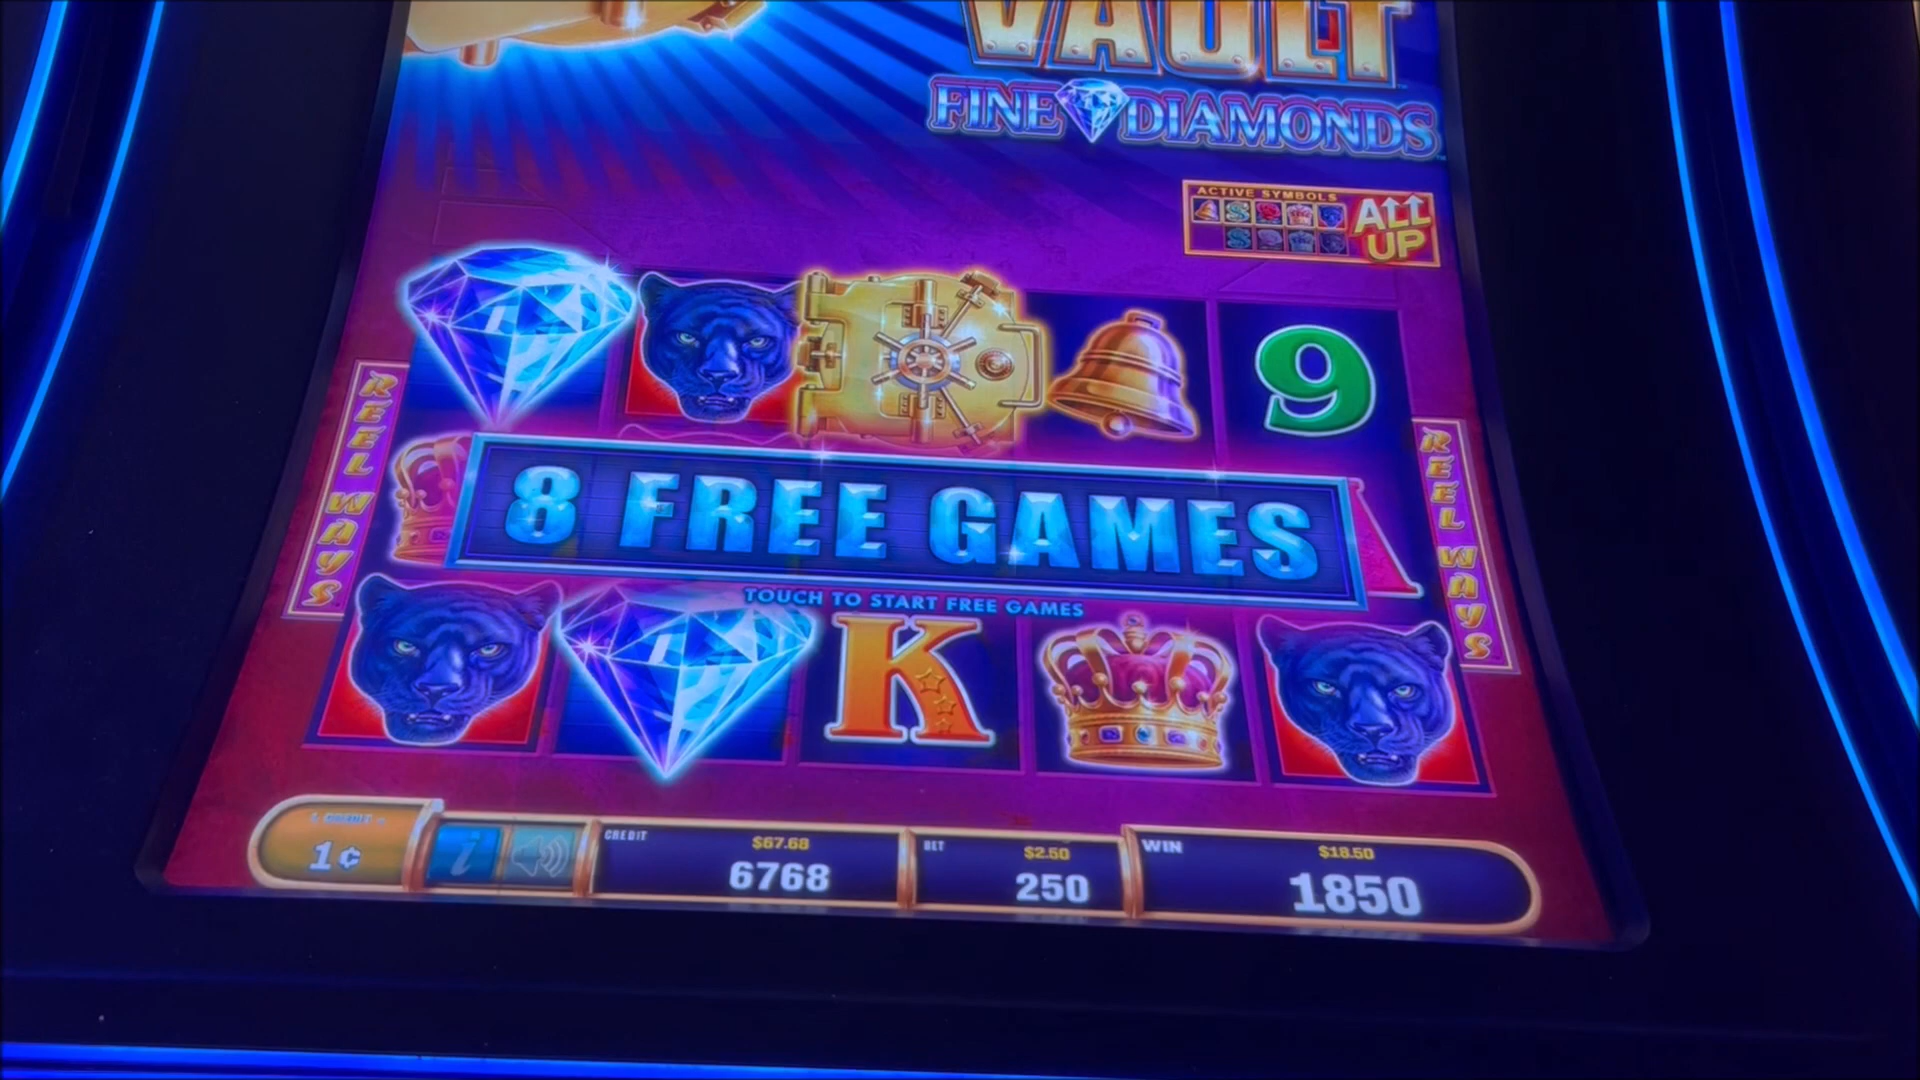 VAULT
FINE DIAMONDS
ACTIVE SYMBOLS
ALL
UP
9
REEL WAYS
8 FREE GAMES
REEL WAYS
TOUCH TO START FREE GAMES
K
1¢
i
CREDIT
$67.68
6768
BET
$2.50
250
WIN
$18.50
1850